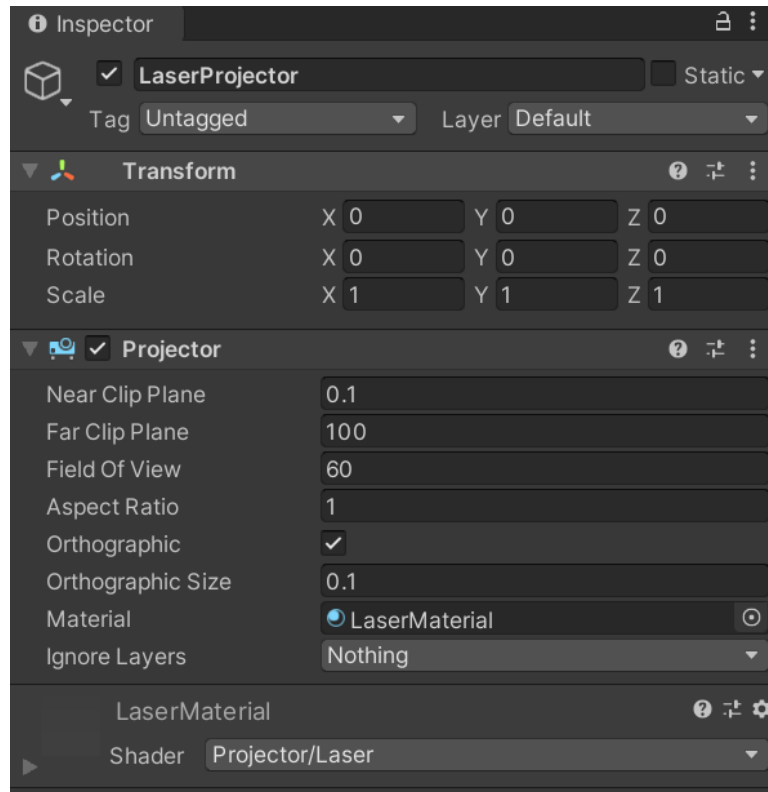 Inspector
LaserProjector Static
Tag Untagged Layer Default
Transform
Position X 0 Y 0 Z 0
Rotation X 0 Y 0 Z 0
Scale X 1 Y 1 Z 1
Projector
Near Clip Plane 0.1
Far Clip Plane 100
Field Of View 60
Aspect Ratio 1
Orthographic
Orthographic Size 0.1
Material LaserMaterial
Ignore Layers Nothing
LaserMaterial
Shader Projector/Laser